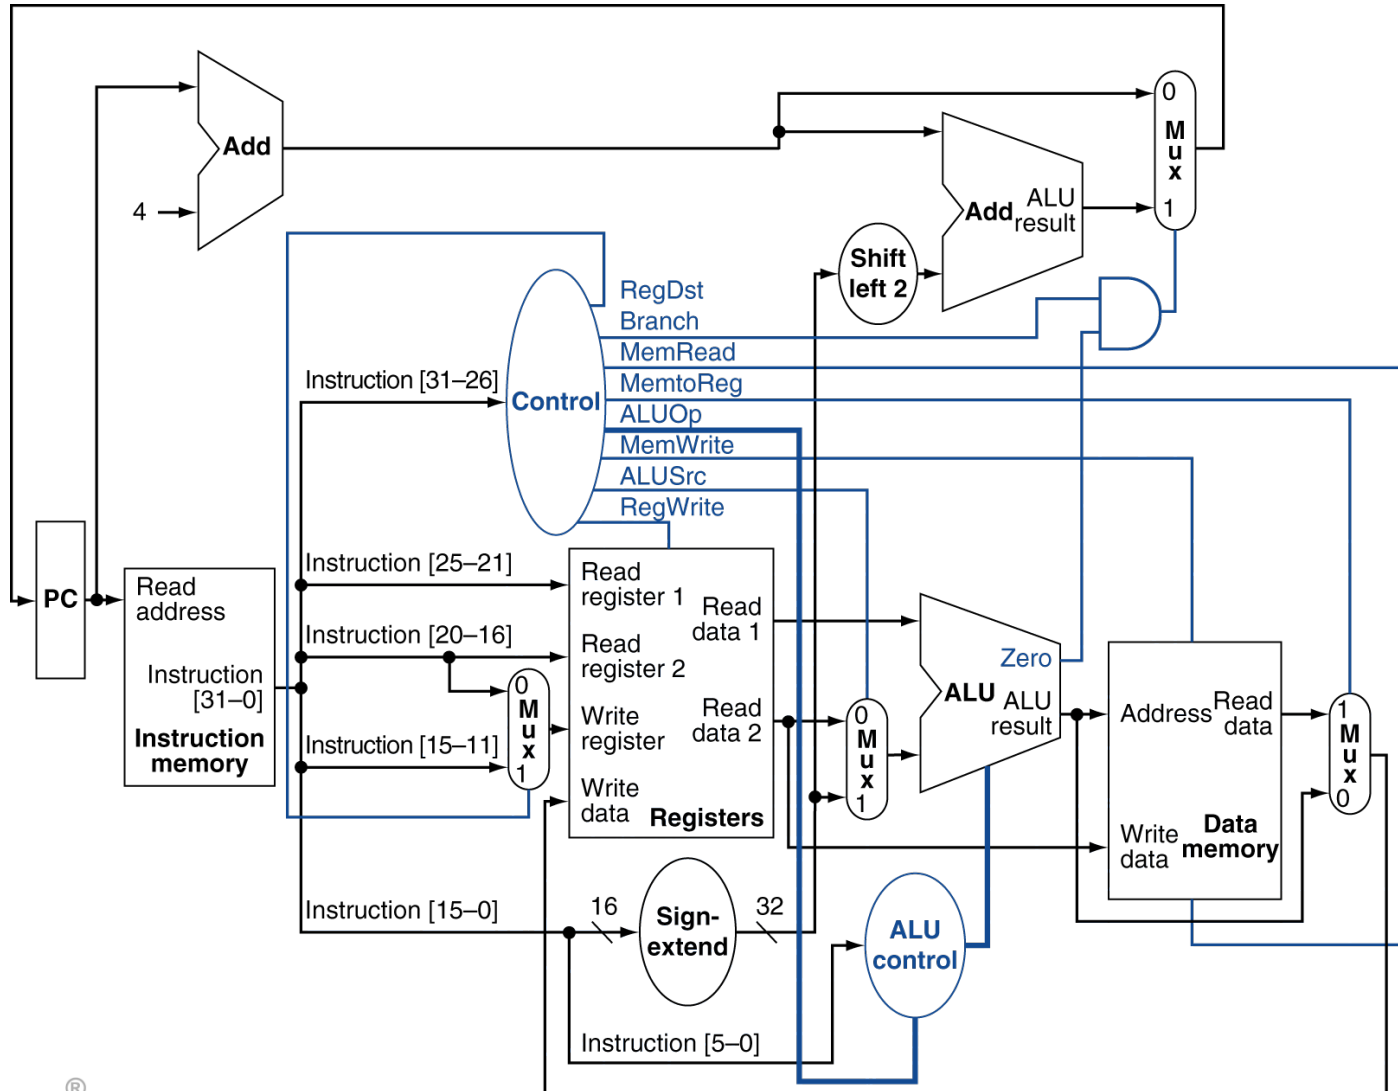 Add
4
0
Mux
1
Add
ALU
result
Shift
left 2
RegDst
Branch
MemRead
MemtoReg
ALUOp
MemWrite
ALUSrc
RegWrite
Instruction [31–26]
Control
PC
Read
address
Instruction
[31–0]
Instruction
memory
Instruction [25–21]
Instruction [20–16]
Instruction [15–11]
0
Mux
1
Read
register 1
Read
register 2
Write
register
Write
data
Read
data 1
Read
data 2
Registers
0
Mux
1
Zero
ALU
ALU
result
Address
Read
data
Write
data
Data
memory
1
Mux
0
Instruction [15–0]
16
Sign-
extend
32
ALU
control
Instruction [5–0]
®